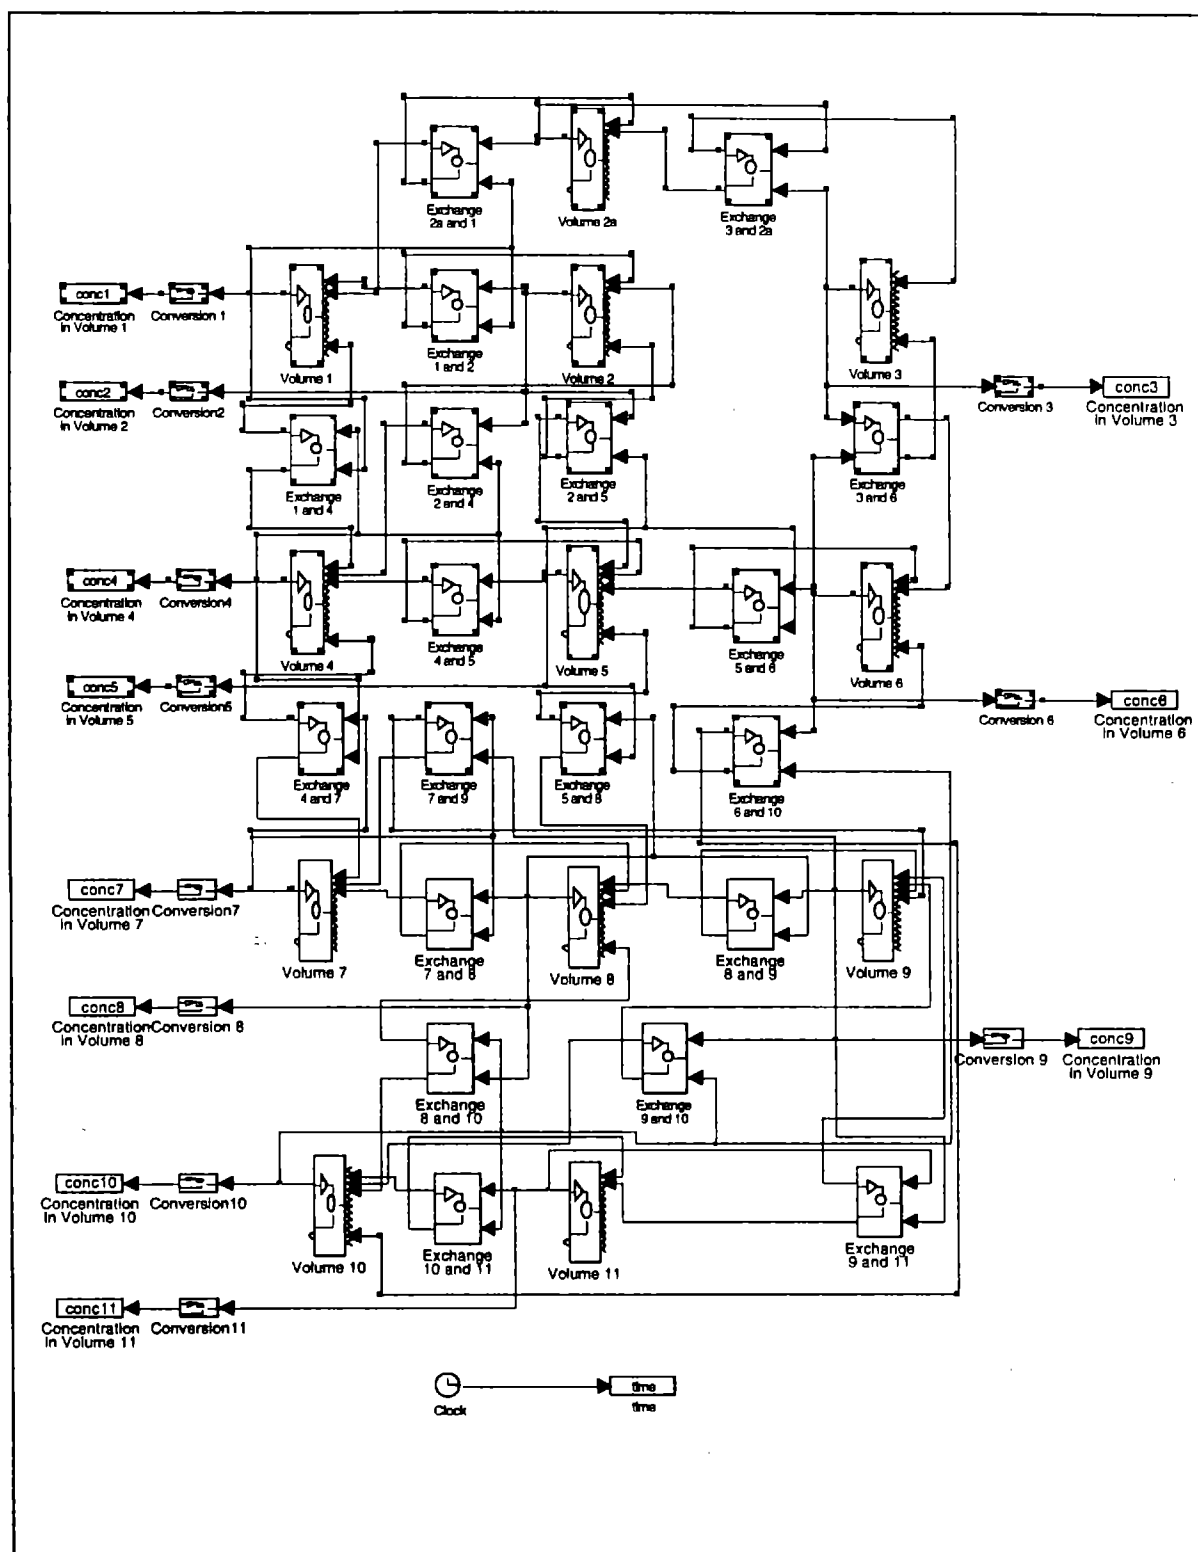 Exchange
2a and 1
Volume 2a
Exchange
3 and 2a
conc1
Concentration
in Volume 1
Conversion 1
Volume 1
Exchange
1 and 2
Volume 2
Volume 3
conc2
Concentration
in Volume 2
Conversion2
Conversion 3
conc3
Concentration
in Volume 3
Exchange
1 and 4
Exchange
2 and 4
Exchange
2 and 5
Exchange
3 and 6
conc4
Concentration
in Volume 4
Conversion4
Volume 4
Exchange
4 and 5
Volume 5
Exchange
5 and 6
Volume 6
conc5
Concentration
in Volume 5
Conversion5
Conversion 6
conc6
Concentration
in Volume 6
Exchange
4 and 7
Exchange
7 and 9
Exchange
5 and 8
Exchange
6 and 10
conc7
Concentration
in Volume 7
Conversion7
Volume 7
Exchange
7 and 8
Volume 8
Exchange
8 and 9
Volume 9
conc8
Concentration
in Volume 8
Conversion 8
Exchange
8 and 10
Exchange
9 and 10
Conversion 9
conc9
Concentration
in Volume 9
conc10
Concentration
in Volume 10
Conversion10
Volume 10
Exchange
10 and 11
Volume 11
Exchange
9 and 11
conc11
Concentration
in Volume 11
Conversion11
Clock
time
time